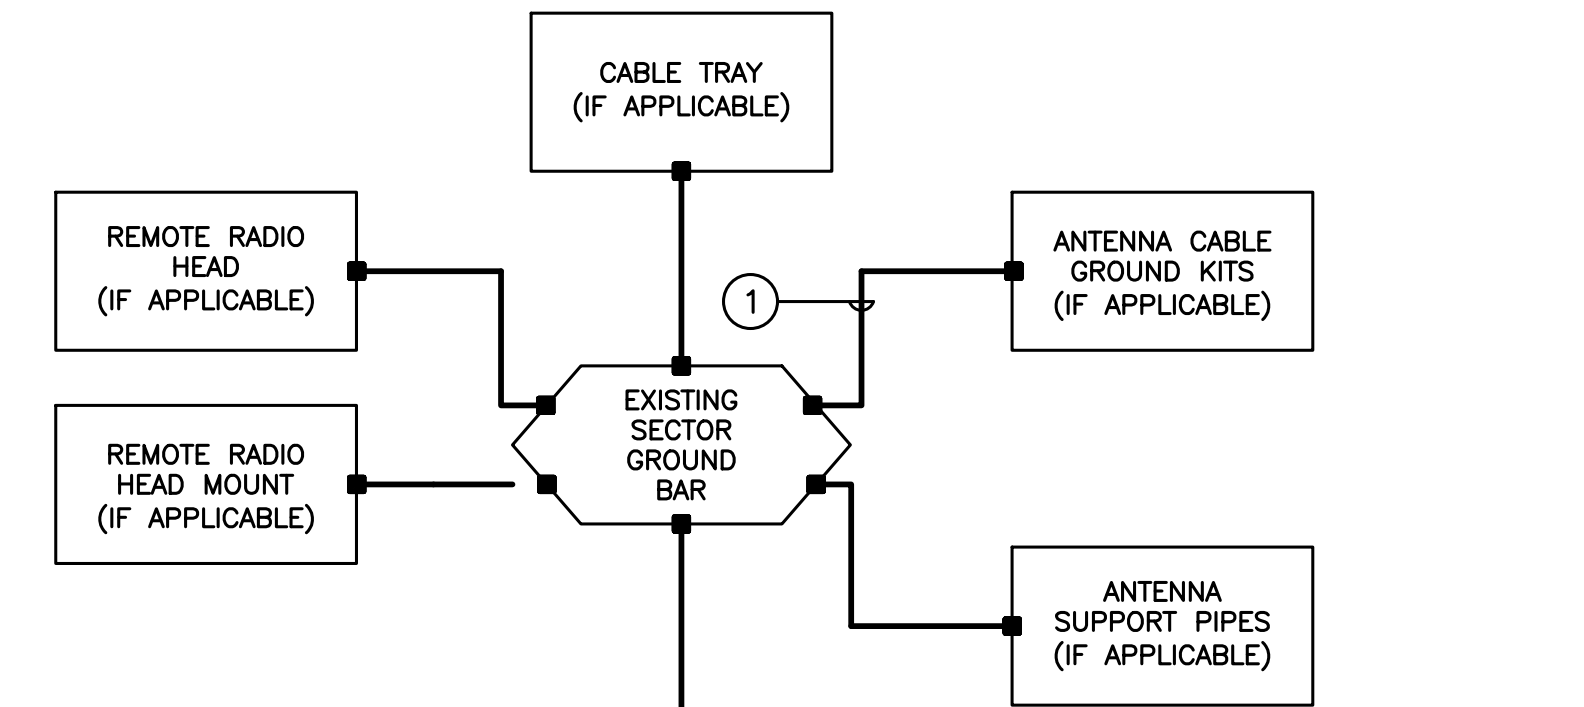 CABLE TRAY
(IF APPLICABLE)
REMOTE RADIO
HEAD
(IF APPLICABLE)
ANTENNA CABLE
GROUND KITS
(IF APPLICABLE)
1
EXISTING
SECTOR
GROUND
BAR
REMOTE RADIO
HEAD MOUNT
(IF APPLICABLE)
ANTENNA
SUPPORT PIPES
(IF APPLICABLE)